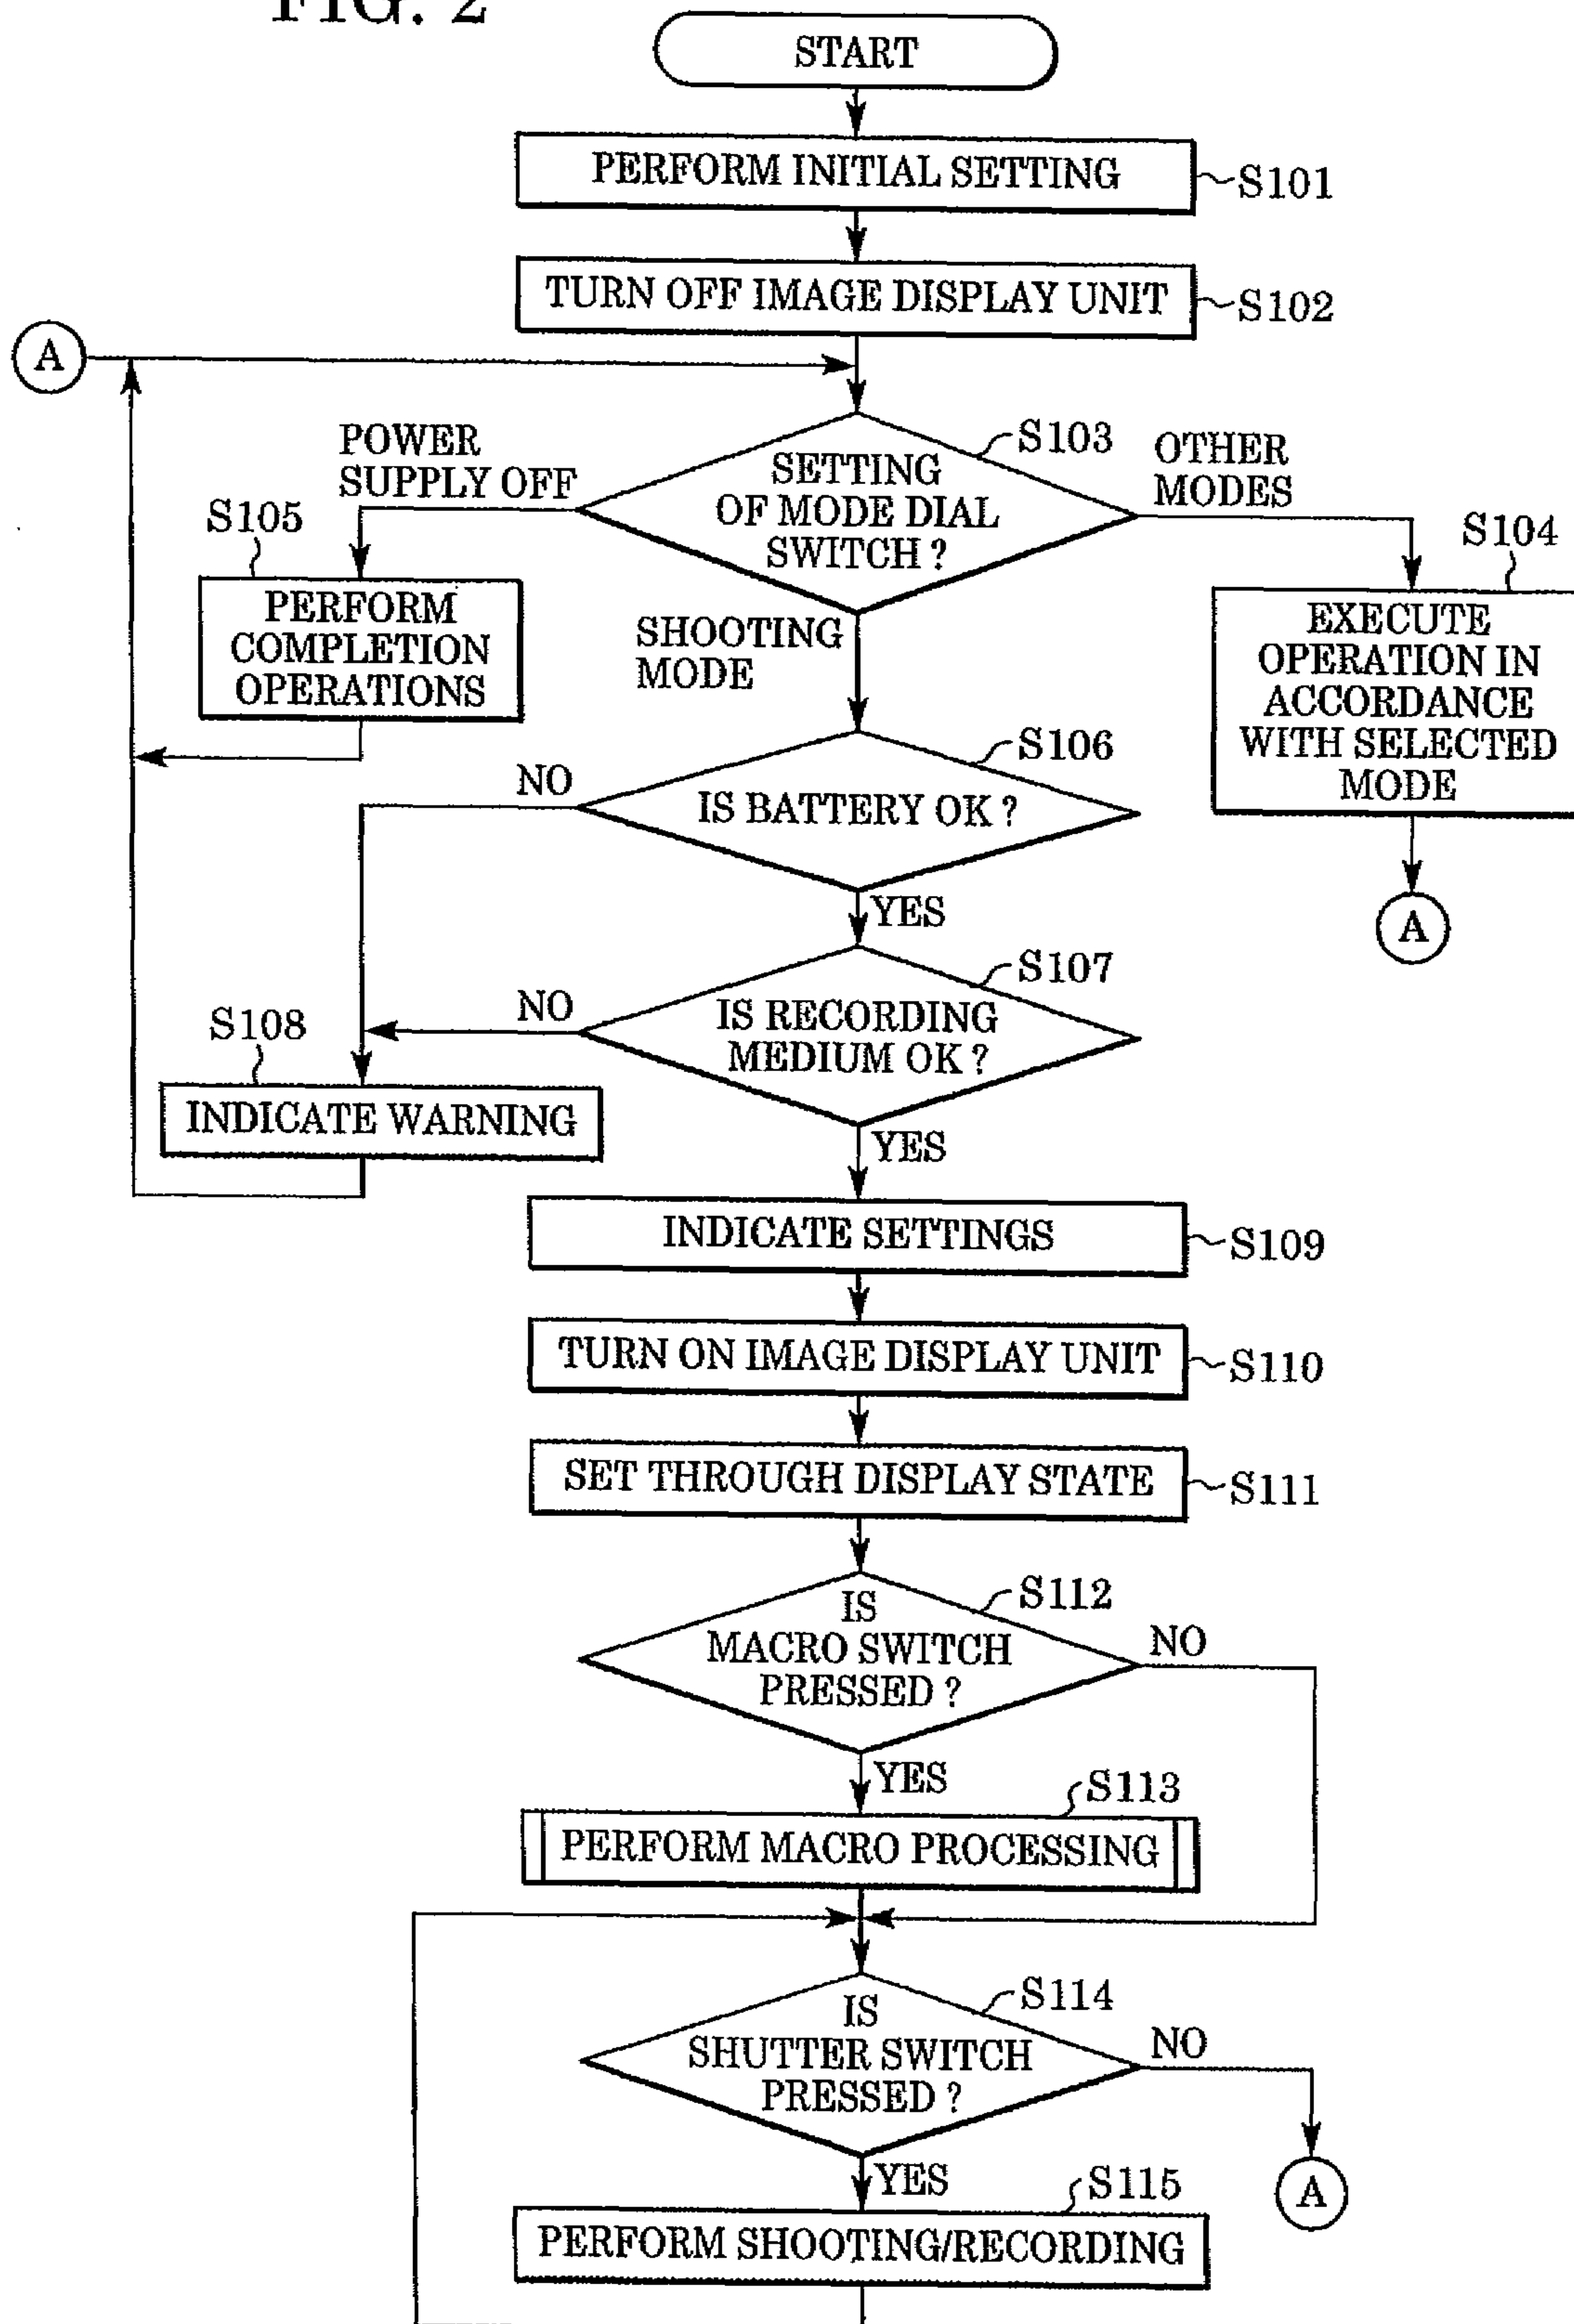 FIG. 2
START
PERFORM INITIAL SETTING
S101
TURN OFF IMAGE DISPLAY UNIT
S102
A
POWER
SUPPLY OFF
S103
SETTING
OF MODE DIAL
SWITCH ?
OTHER
MODES
S105
PERFORM
COMPLETION
OPERATIONS
SHOOTING
MODE
S104
EXECUTE
OPERATION IN
ACCORDANCE
WITH SELECTED
MODE
A
S106
NO
IS BATTERY OK ?
YES
S107
NO
IS RECORDING
MEDIUM OK ?
S108
INDICATE WARNING
YES
INDICATE SETTINGS
S109
TURN ON IMAGE DISPLAY UNIT
S110
SET THROUGH DISPLAY STATE
S111
S112
IS
MACRO SWITCH
PRESSED ?
NO
YES
S113
PERFORM MACRO PROCESSING
S114
IS
SHUTTER SWITCH
PRESSED ?
NO
A
YES
S115
PERFORM SHOOTING/RECORDING